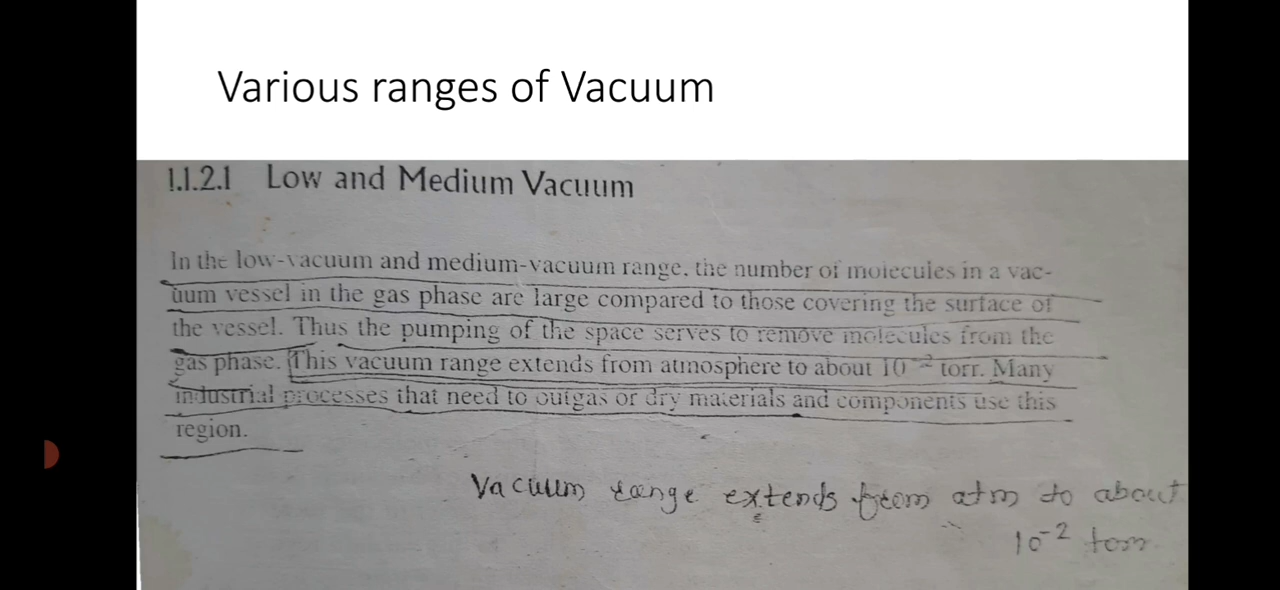 Various ranges of Vacuum
1.1.2.1 Low and Medium Vacuum
In the low-vacuum and medium-vacuum range, the number of molecules in a vac-
uum vessel in the gas phase are large compared to those covering the surface of
the vessel. Thus the pumping of the space serves to remove molecules from the
gas phase. This vacuum range extends from atmosphere to about 10⁻² torr. Many
industrial processes that need to outgas or dry materials and components use this
region.
Vacuum range extends from atm to about
10⁻² torr